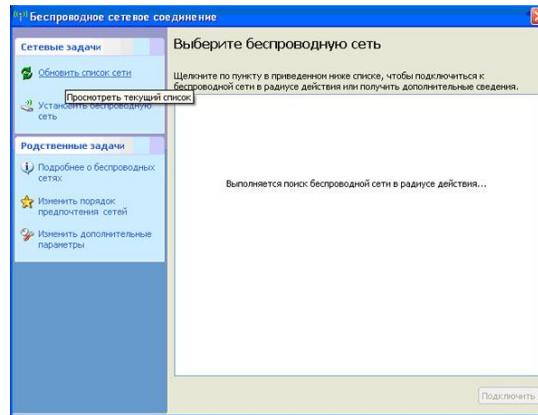 Беспроводное сетевое соединение
Сетевые задачи
Обновить список сети
Просмотреть текущий список
Установить беспроводную
сеть
Родственные задачи
Подробнее о беспроводных
сетях
Изменить порядок
предпочтения сетей
Изменить дополнительные
параметры
Выберите беспроводную сеть
Щелкните по пункту в приведенном ниже списке, чтобы подключиться к
беспроводной сети в радиусе действия или получить дополнительные сведения.
Выполняется поиск беспроводной сети в радиусе действия...
Подключить